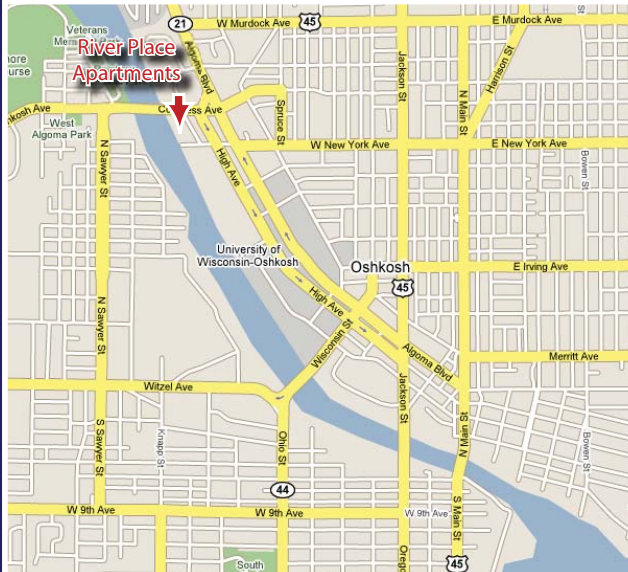 21
W Murdock Ave
45
E Murdock Ave
Veterans
River Place
Apartments
Algoma Blvd
Jackson St
N Main St
Harrison St
West
Algoma Park
Spruce St
W New York Ave
E New York Ave
Bowen St
N Sawyer St
High Ave
University of
Wisconsin-Oshkosh
Oshkosh
45
E Irving Ave
High Ave
N Sawyer St
Wisconsin St
Algoma Blvd
Merritt Ave
Witzel Ave
Jackson St
S Sawyer St
Knapp St
Ohio St
N Main St
Bowen St
44
W 9th Ave
W 9th Ave
W 9th Ave
S Main St
South
45